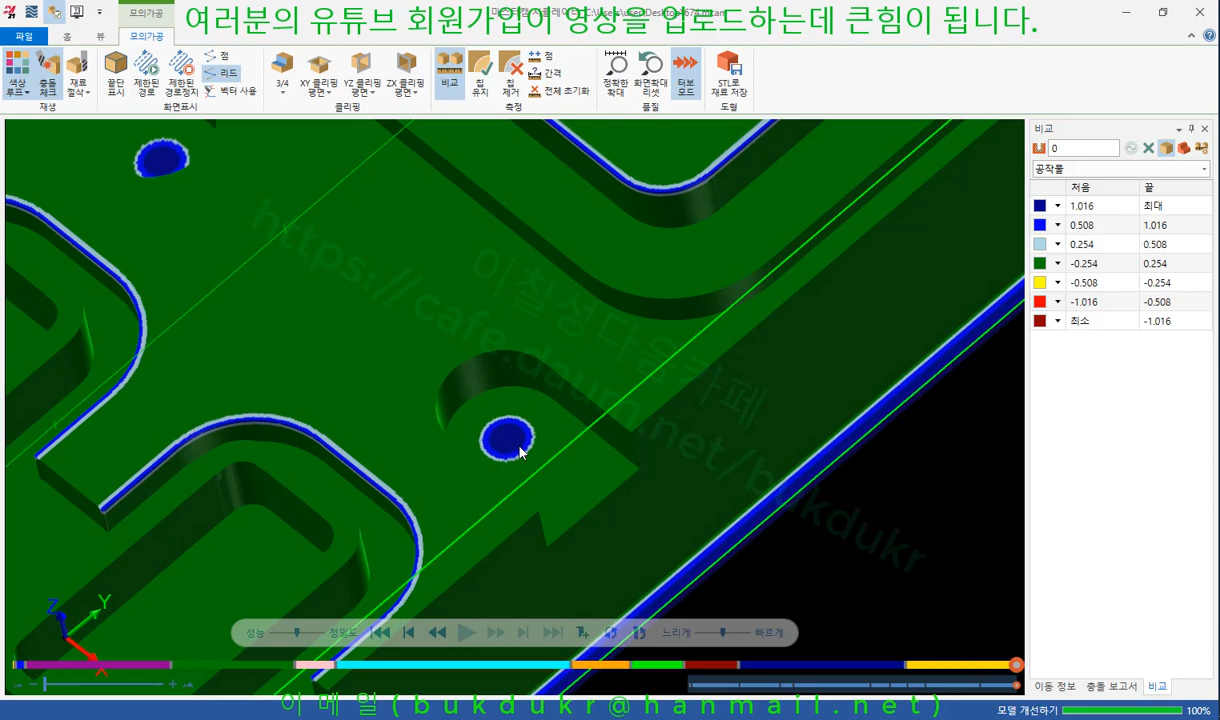 여러분의 유튜브 회원가입이 영상을 업로드하는데 큰힘이 됩니다.
모의가공
파일 홈 뷰 모의가공
색상 루프 충돌 체크 재료 절삭 재생
끝단 표시 제한된 경로 제한된 경로정지 점 리드 벡터 사용 화면표시
3/4 XY 클리핑 평면 YZ 클리핑 평면 ZX 클리핑 평면 클리핑
비교 칩 유지 칩 제거 점 간격 전체 초기화 측정
정확한 확대 화면확대 리셋 터보 모드 품질
STL로 재료 저장 도형
비교
0
공작물
처음 끝
1.016 최대
0.508 1.016
0.254 0.508
-0.254 0.254
-0.508 -0.254
-1.016 -0.508
최소 -1.016
이철성다음카페
https://cafe.daum.net/bukdukr
Z Y X
성능 정밀도 느리게 빠르게
이동 정보 충돌 보고서 비교
이 메 일(bukdukr@hanmail.net)
모델 개선하기 100%